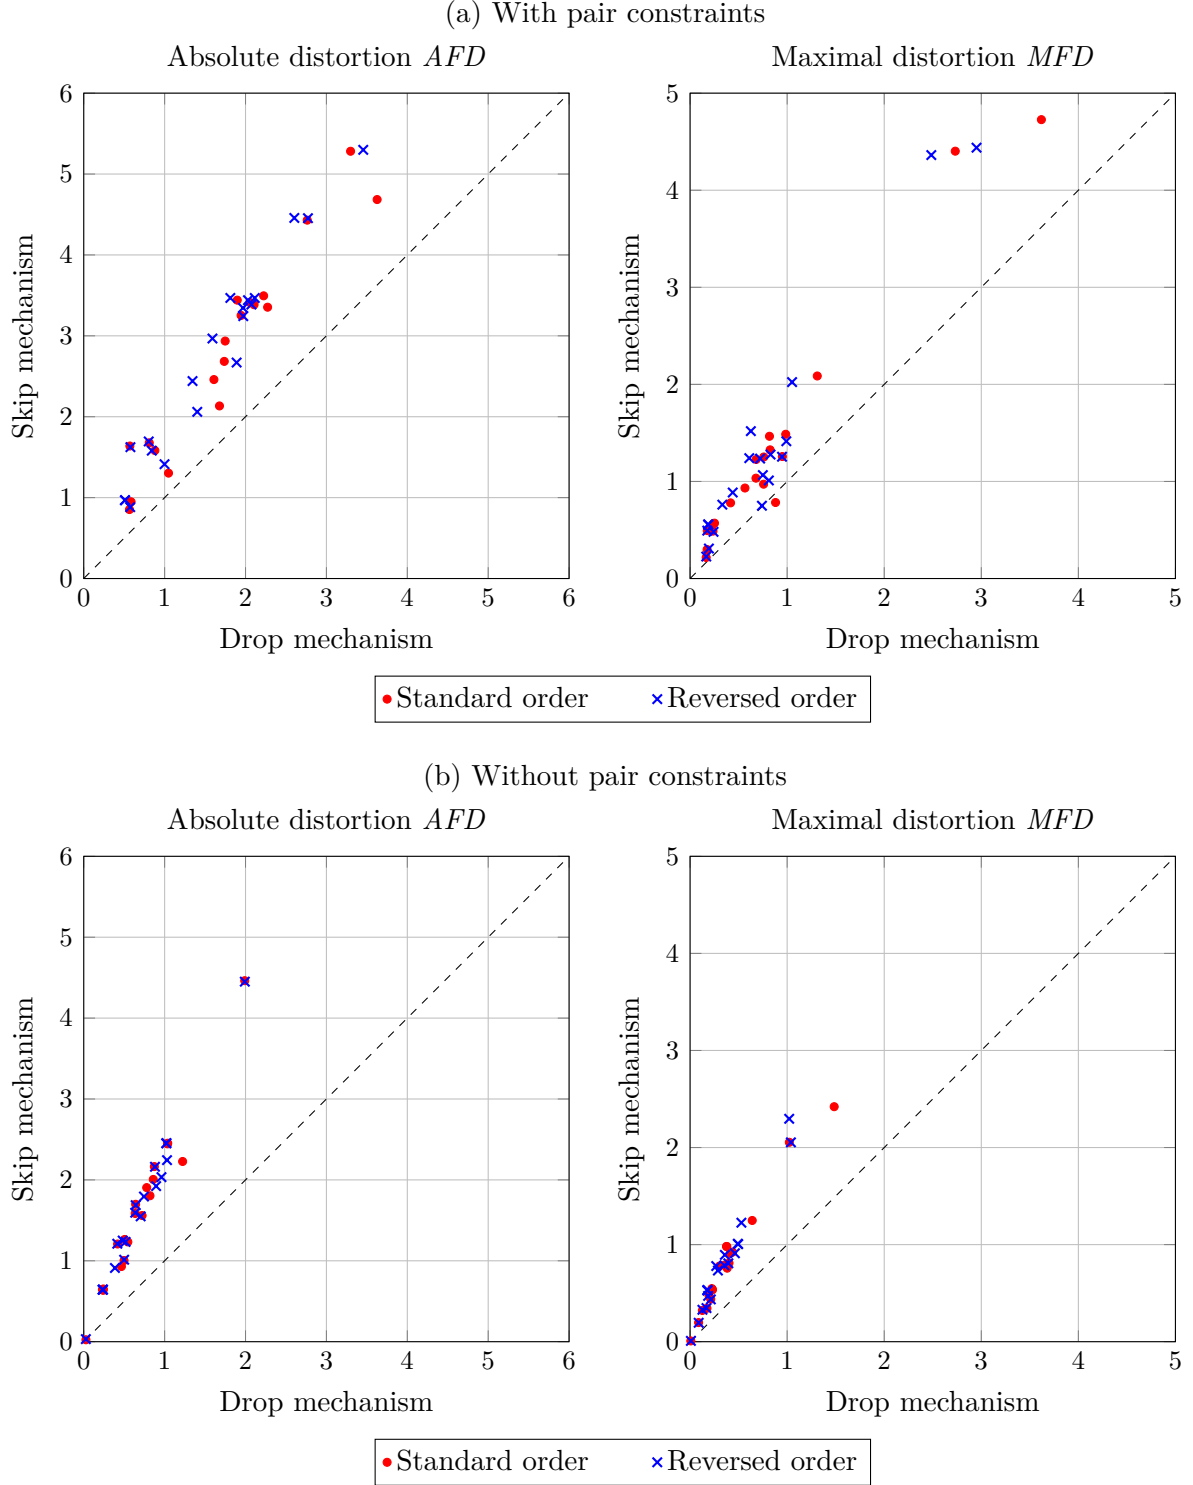 (a) With pair constraints
Absolute distortion AFD
6
5
4
3
2
1
0
Skip mechanism
0 1 2 3 4 5 6
Drop mechanism
Maximal distortion MFD
5
4
3
2
1
0
Skip mechanism
0 1 2 3 4 5
Drop mechanism
Standard order Reversed order
(b) Without pair constraints
Absolute distortion AFD
6
5
4
3
2
1
0
Skip mechanism
0 1 2 3 4 5 6
Drop mechanism
Maximal distortion MFD
5
4
3
2
1
0
Skip mechanism
0 1 2 3 4 5
Drop mechanism
Standard order Reversed order